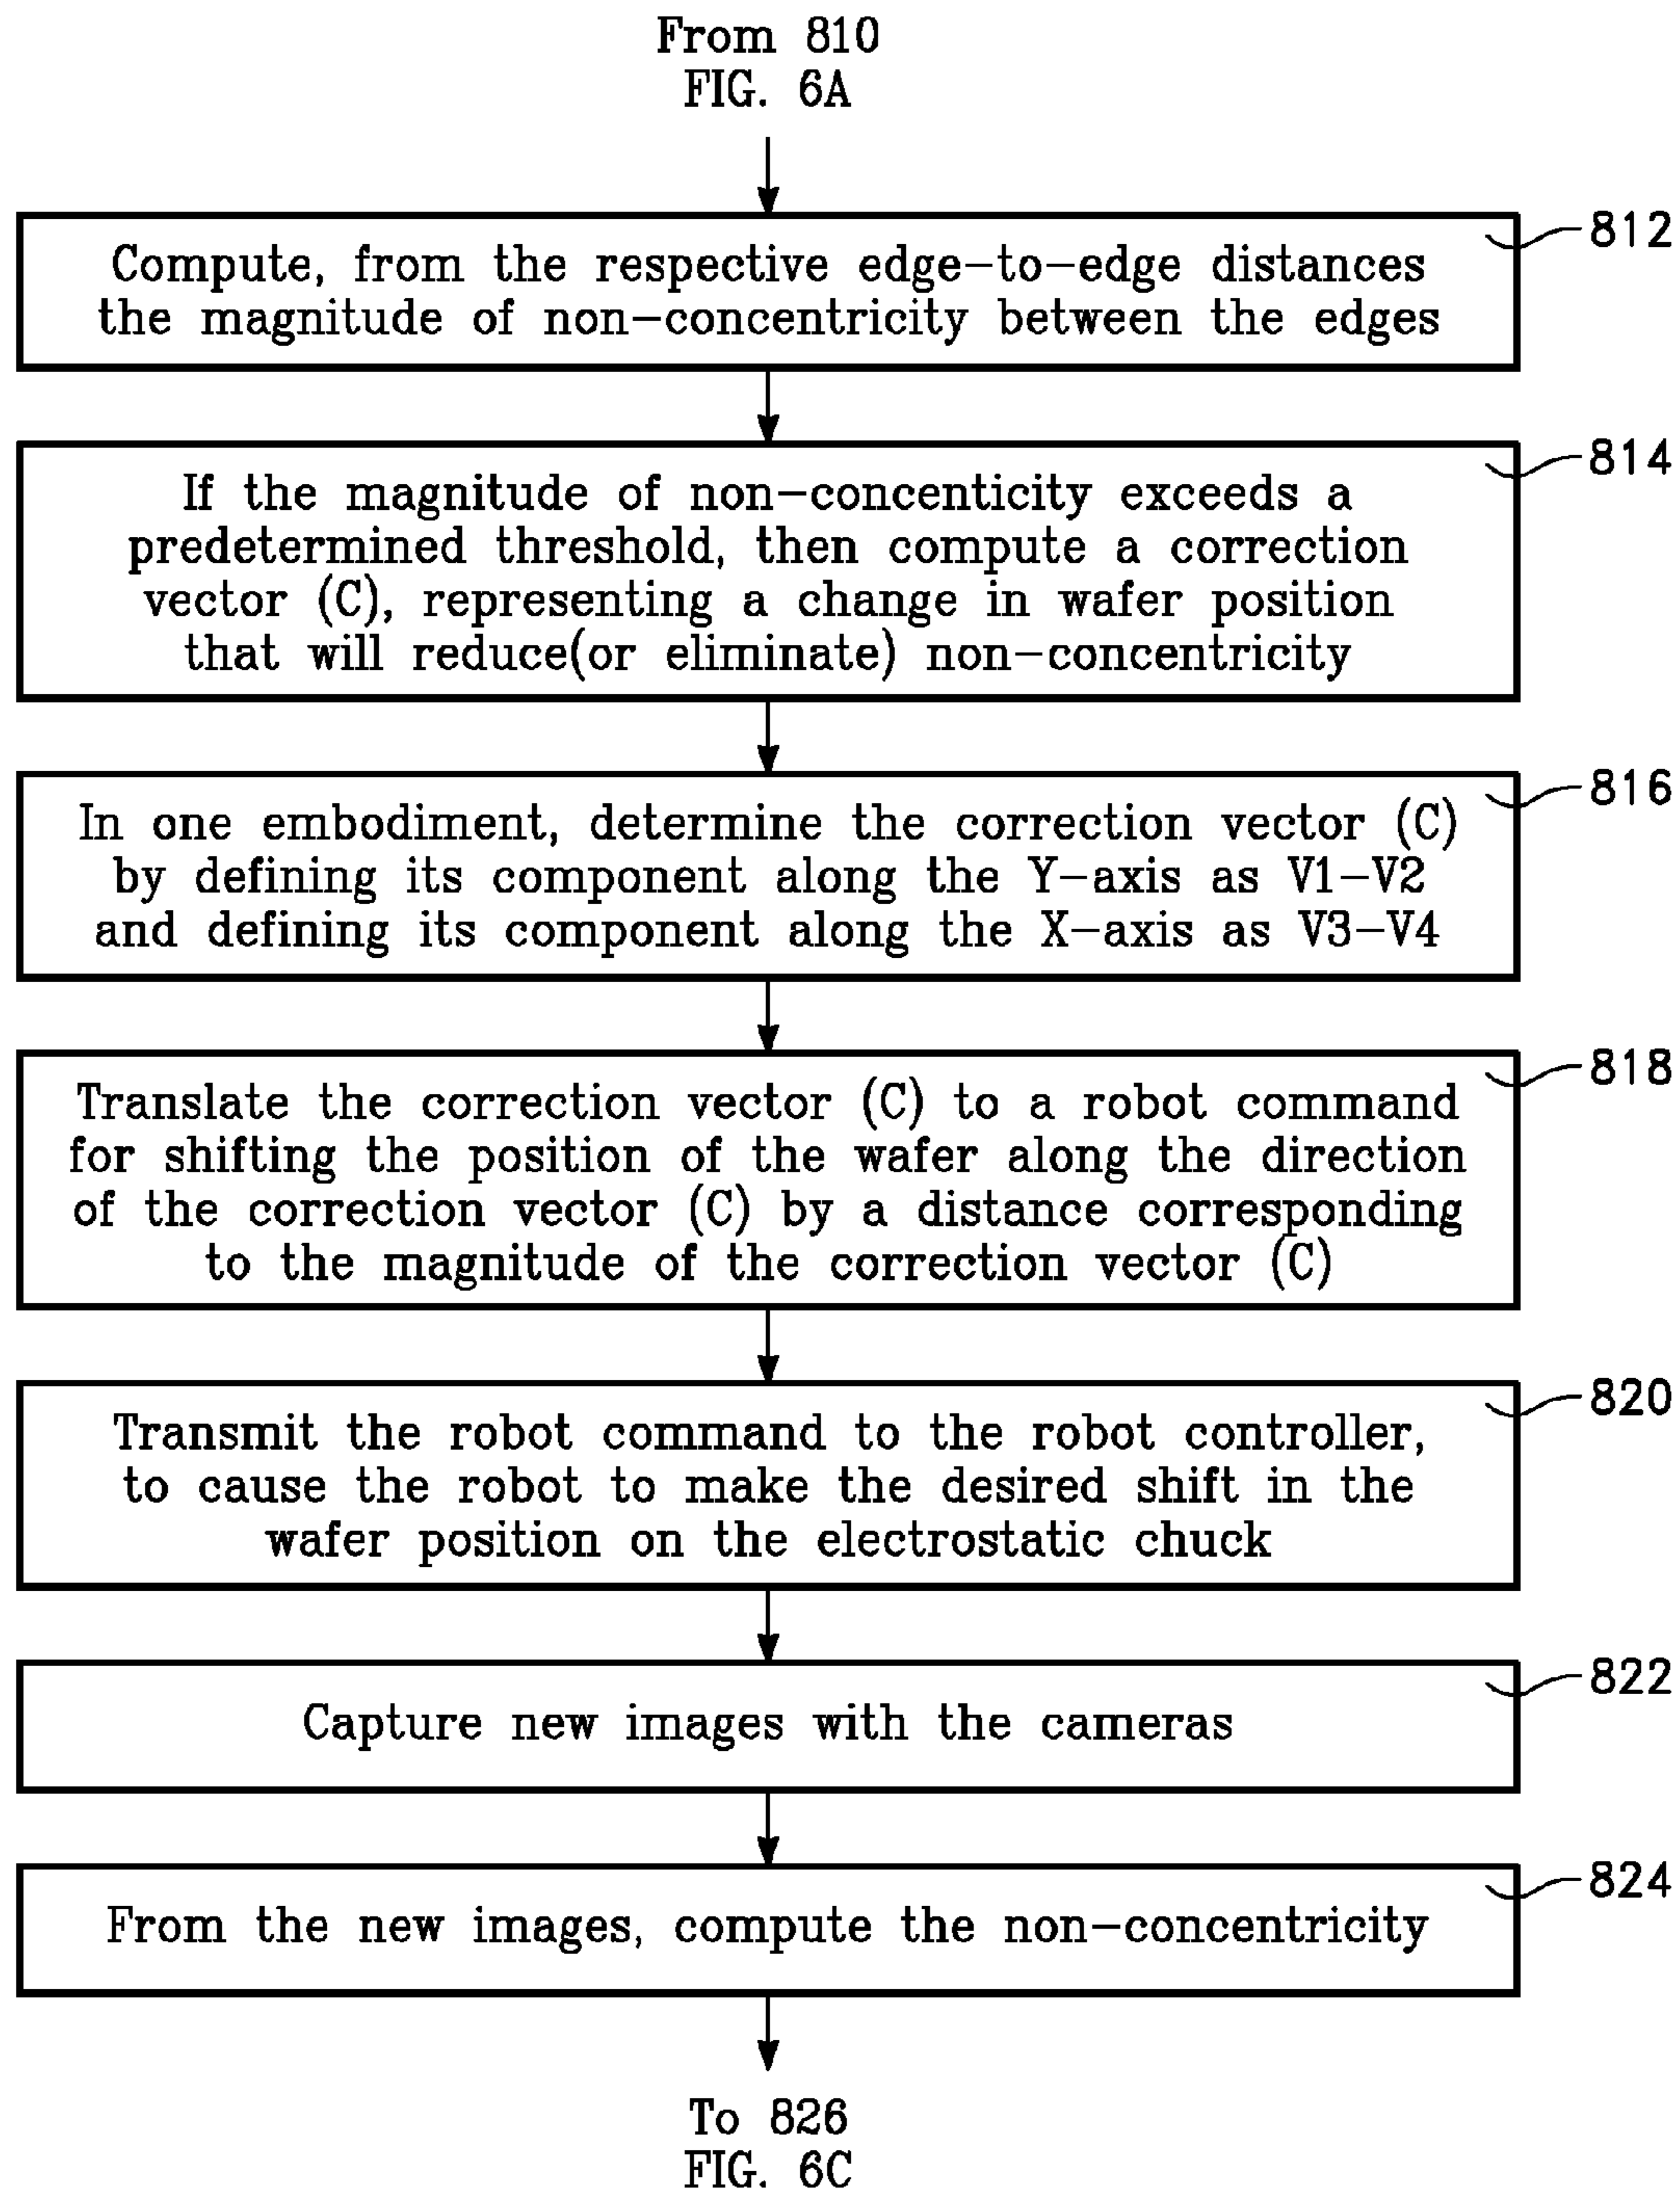 From 810
FIG. 6A
812
Compute, from the respective edge-to-edge distances
the magnitude of non-concentricity between the edges
814
If the magnitude of non-concenticity exceeds a
predetermined threshold, then compute a correction
vector (C), representing a change in wafer position
that will reduce(or eliminate) non-concentricity
816
In one embodiment, determine the correction vector (C)
by defining its component along the Y-axis as V1-V2
and defining its component along the X-axis as V3-V4
818
Translate the correction vector (C) to a robot command
for shifting the position of the wafer along the direction
of the correction vector (C) by a distance corresponding
to the magnitude of the correction vector (C)
820
Transmit the robot command to the robot controller,
to cause the robot to make the desired shift in the
wafer position on the electrostatic chuck
822
Capture new images with the cameras
824
From the new images, compute the non-concentricity
To 826
FIG. 6C